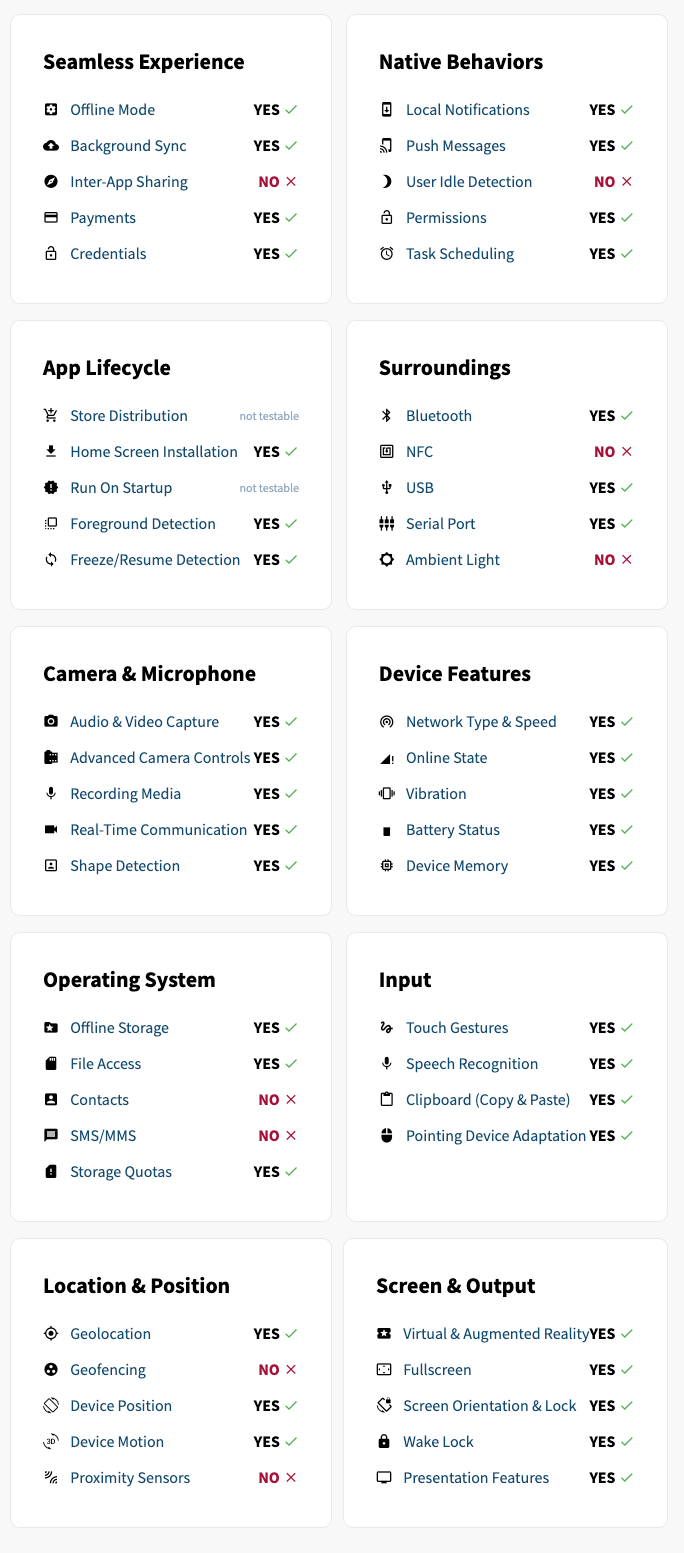 Seamless Experience
Offline Mode YES
Background Sync YES
Inter-App Sharing NO
Payments YES
Credentials YES
Native Behaviors
Local Notifications YES
Push Messages YES
User Idle Detection NO
Permissions YES
Task Scheduling YES
App Lifecycle
Store Distribution not testable
Home Screen Installation YES
Run On Startup not testable
Foreground Detection YES
Freeze/Resume Detection YES
Surroundings
Bluetooth YES
NFC NO
USB YES
Serial Port YES
Ambient Light NO
Camera & Microphone
Audio & Video Capture YES
Advanced Camera Controls YES
Recording Media YES
Real-Time Communication YES
Shape Detection YES
Device Features
Network Type & Speed YES
Online State YES
Vibration YES
Battery Status YES
Device Memory YES
Operating System
Offline Storage YES
File Access YES
Contacts NO
SMS/MMS NO
Storage Quotas YES
Input
Touch Gestures YES
Speech Recognition YES
Clipboard (Copy & Paste) YES
Pointing Device Adaptation YES
Location & Position
Geolocation YES
Geofencing NO
Device Position YES
3D Device Motion YES
Proximity Sensors NO
Screen & Output
Virtual & Augmented Reality YES
Fullscreen YES
Screen Orientation & Lock YES
Wake Lock YES
Presentation Features YES